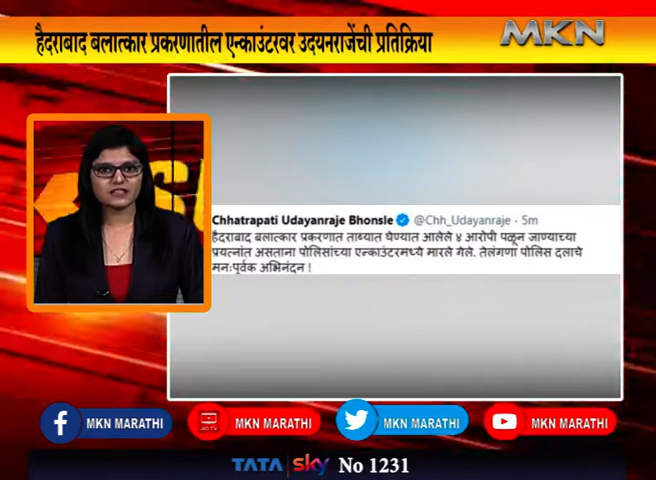 हैदराबाद बलात्कार प्रकरणातील एन्काउंटरवर उदयनराजेंची प्रतिक्रिया
MKN
Chhatrapati Udayanraje Bhonsle @Chh_Udayanraje · 5m
हैदराबाद बलात्कार प्रकरणात ताब्यात घेण्यात आलेले ४ आरोपी पळून जाण्याच्या
प्रयत्नांत असताना पोलिसांच्या एन्काउंटरमध्ये मारले गेले. तेलंगणा पोलिस दलाचे
मन:पूर्वक अभिनंदन !
MKN MARATHI
MKN MARATHI
MKN MARATHI
MKN MARATHI
TATA sky No 1231